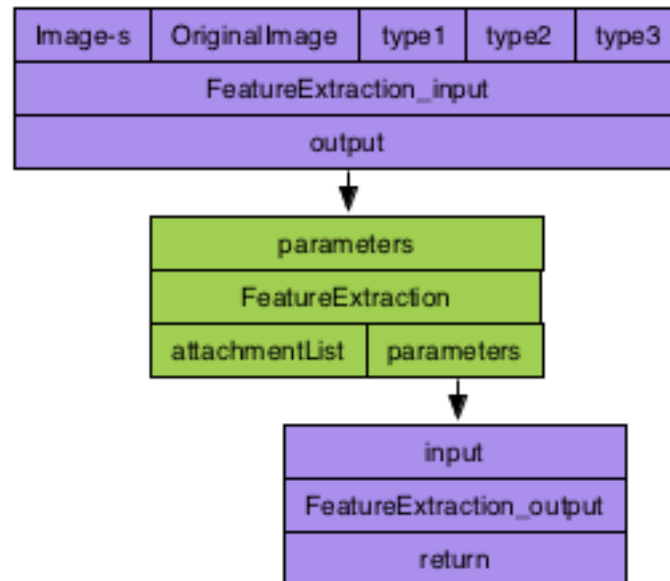 Image-s OriginalImage type1 type2 type3
FeatureExtraction_input
output
parameters
FeatureExtraction
attachmentList parameters
input
FeatureExtraction_output
return